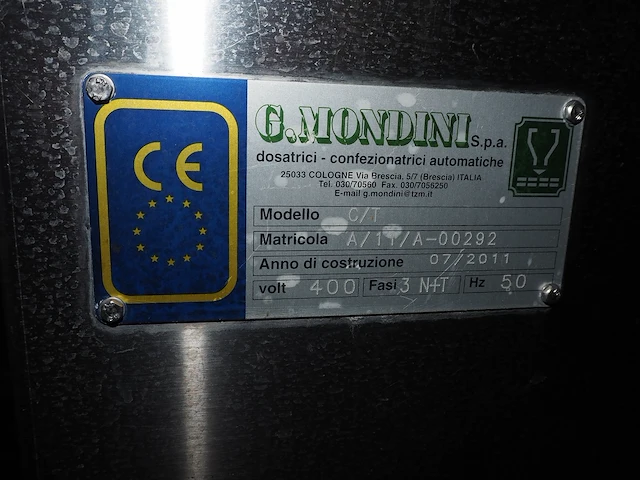 CE
G.MONDINI S.p.a.
dosatrici - confezionatrici automatiche
25033 COLOGNE Via Brescia, 5/7 (Brescia) ITALIA
Tel. 030/70560 Fax. 030/7056250
E-mail g.mondini@tzm.it
Modello C/T
Matricola A/11/A-00292
Anno di costruzione 07/2011
volt 400 Fasi 3 N+T Hz 50